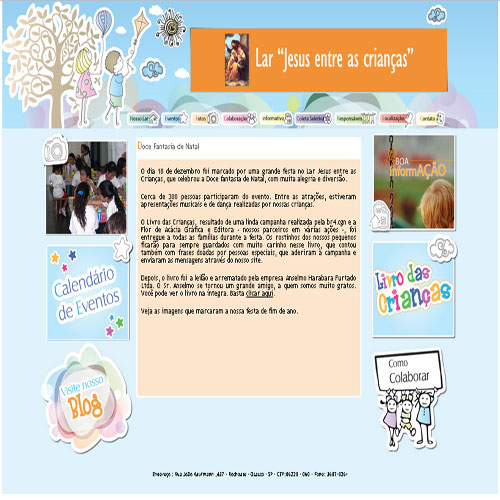 Lar "Jesus entre as crianças"
Nosso Lar Eventos Fotos Colaboração Informativo Coleta Seletiva Responsáveis Localização Contato
Doce Fantasia de Natal
O dia 18 de dezembro foi marcado por uma grande festa no Lar Jesus entre as
Crianças, que celebrou a Doce Fantasia de Natal, com muita alegria e diversão.
Cerca de 300 pessoas participaram do evento. Entre as atrações, estiveram
apresentações musicais e de dança realizadas por nossas crianças.
O Livro das Crianças, resultado de uma linda campanha realizada pela br4.cgn e a
Flor de Acácia Gráfica e Editora - nossos parceiros em várias ações -, foi
entregue a todas as famílias durante a festa. Os rostinhos dos nossos pequenos
ficarão para sempre guardados com muito carinho nesse livro, que contou
também com frases doadas por pessoas especiais, que aderiram à campanha e
enviaram as mensagens através do nosso site.
Depois, o livro foi a leilão e arrematado pela empresa Anselmo Harabara Furtado
Ltda. O Sr. Anselmo se tornou um grande amigo, a quem somos muito gratos.
Você pode ver o livro na íntegra. Basta clicar aqui.
Veja as imagens que marcaram a nossa festa de fim de ano.
BOA
InformAÇÃO
Calendário
de Eventos
Livro das
Crianças
Visite nosso
Blog
Como
Colaborar
Endereço : Rua João Kaufmann ,437 - Rochdale - Osasco - SP - CEP :06220 - 060 - Fone: